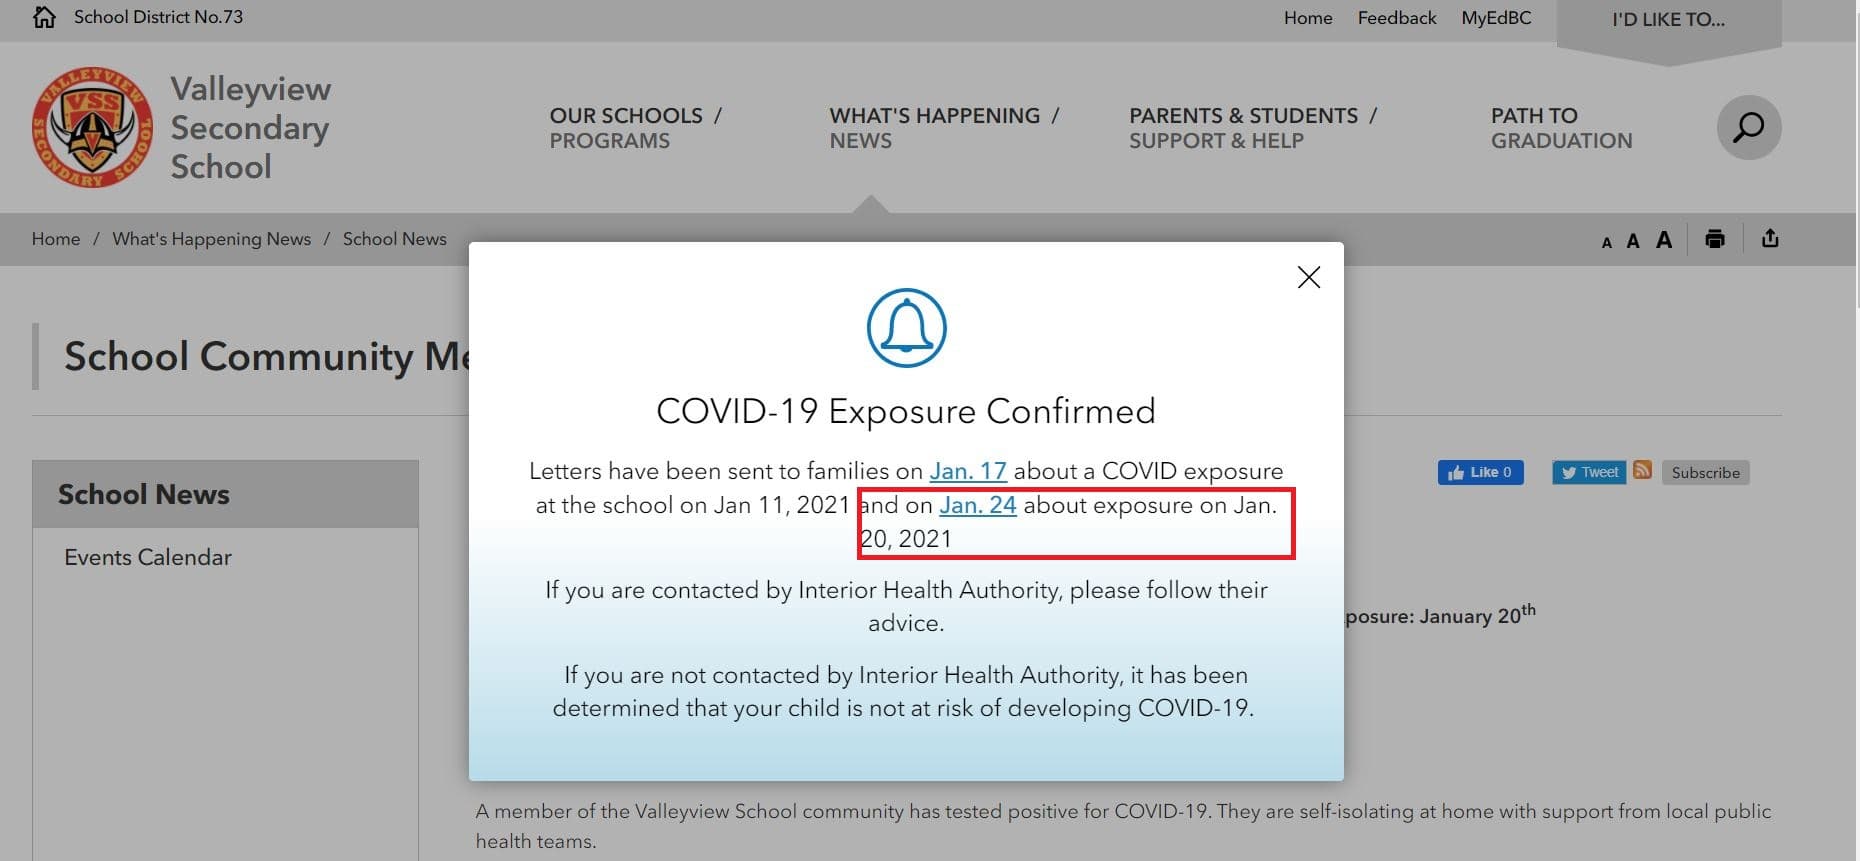 School District No.73
Home Feedback MyEdBC I'D LIKE TO...
VALLEYVIEW
VSS
SECONDARY SCHOOL
Valleyview
Secondary
School
OUR SCHOOLS /
PROGRAMS
WHAT'S HAPPENING /
NEWS
PARENTS & STUDENTS /
SUPPORT & HELP
PATH TO
GRADUATION
Home / What's Happening News / School News
A A A
School Community Me
COVID-19 Exposure Confirmed
Letters have been sent to families on Jan. 17 about a COVID exposure
at the school on Jan 11, 2021 and on Jan. 24 about exposure on Jan.
20, 2021
If you are contacted by Interior Health Authority, please follow their
advice.
If you are not contacted by Interior Health Authority, it has been
determined that your child is not at risk of developing COVID-19.
School News
Events Calendar
Like 0 Tweet Subscribe
posure: January 20th
A member of the Valleyview School community has tested positive for COVID-19. They are self-isolating at home with support from local public
health teams.